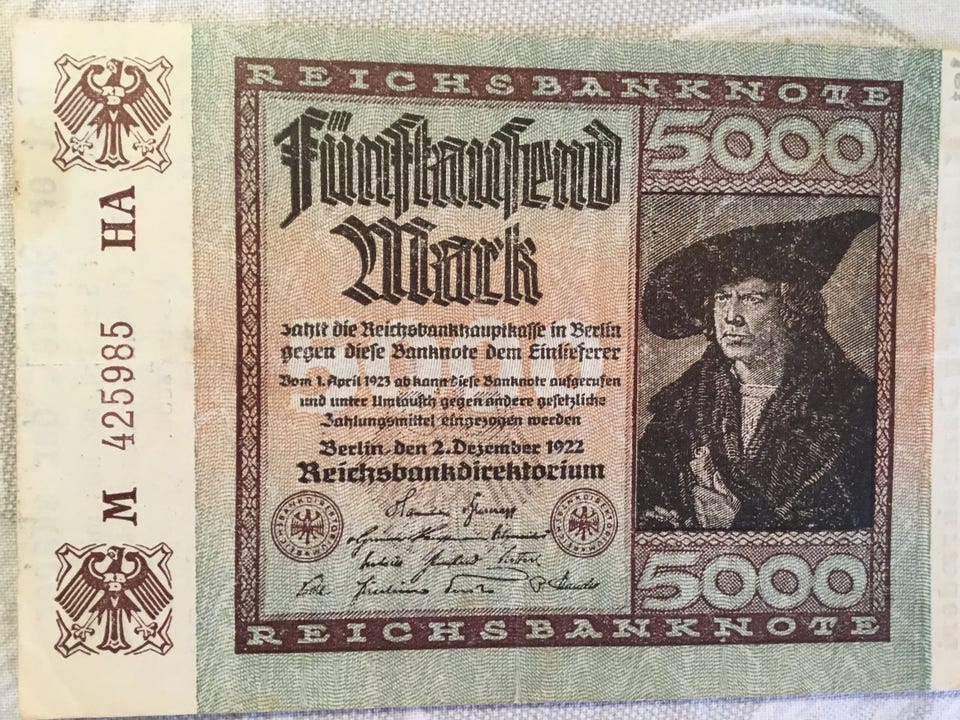 REICHSBANKNOTE
5000
Fünftausend
Mark
zahlt die Reichsbankhauptkasse in Berlin
gegen diese Banknote dem Einlieferer
Vom 1. April 1923 ab kann diese Banknote aufgerufen
und unter Umtausch gegen andere gesetzliche
Zahlungsmittel eingezogen werden
Berlin, den 2. Dezember 1922
Reichsbankdirektorium
5000
REICHSBANKNOTE
M 425985 HA